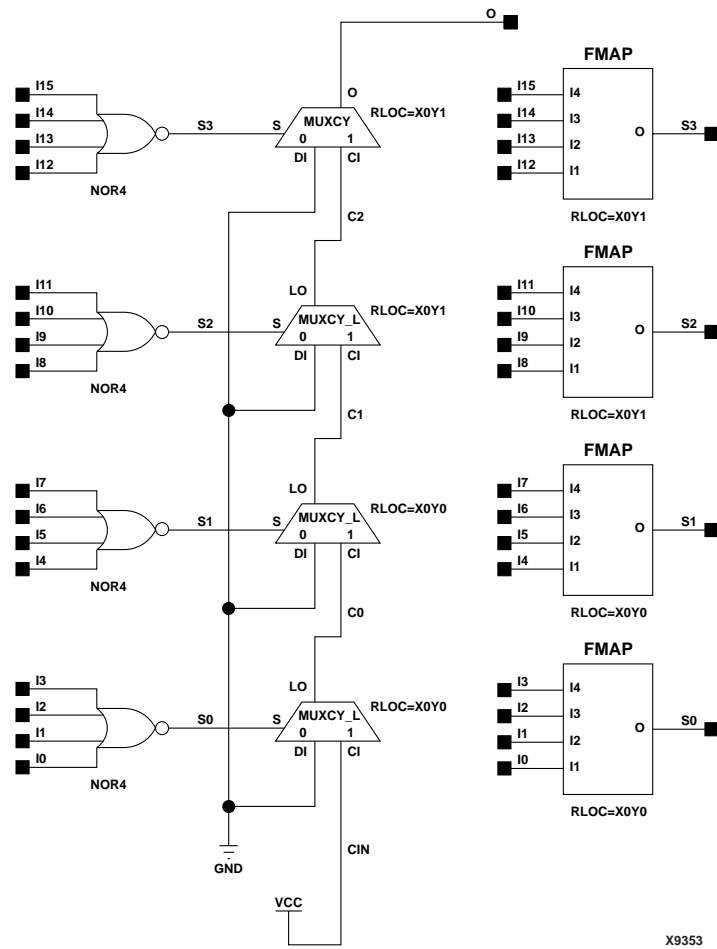 O
FMAP
I15
I14
I13
I12
NOR4
S3
S
O
MUXCY
0 1
DI CI
RLOC=X0Y1
C2
I15
I14
I13
I12
I4
I3
I2
I1
O
S3
RLOC=X0Y1
FMAP
I11
I10
I9
I8
NOR4
S2
S
LO
MUXCY_L
0 1
DI CI
RLOC=X0Y1
C1
I11
I10
I9
I8
I4
I3
I2
I1
O
S2
RLOC=X0Y1
FMAP
I7
I6
I5
I4
NOR4
S1
S
LO
MUXCY_L
0 1
DI CI
RLOC=X0Y0
C0
I7
I6
I5
I4
I4
I3
I2
I1
O
S1
RLOC=X0Y0
FMAP
I3
I2
I1
I0
NOR4
S0
S
LO
MUXCY_L
0 1
DI CI
RLOC=X0Y0
CIN
I3
I2
I1
I0
I4
I3
I2
I1
O
S0
RLOC=X0Y0
GND
VCC
X9353